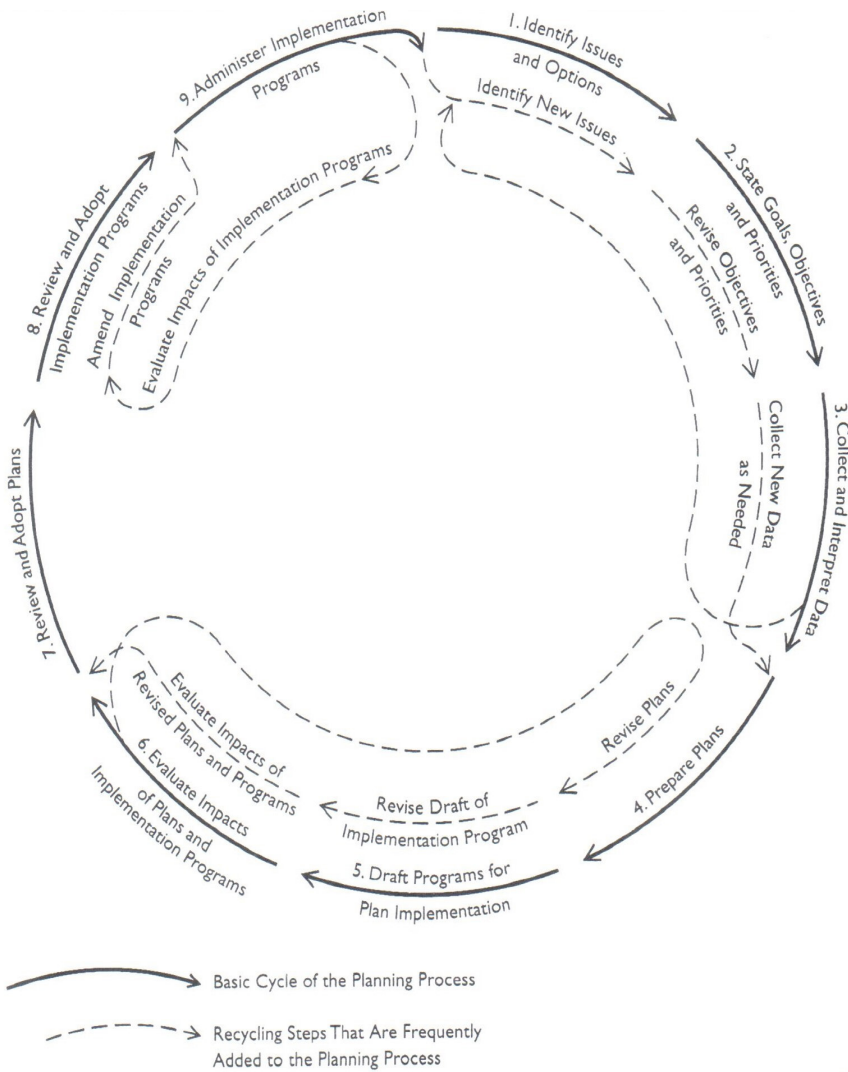 1. Identify Issues
and Options
Identify New Issues
2. State Goals, Objectives
and Priorities
Revise Objectives
and Priorities
3. Collect and Interpret Data
Collect New Data
as Needed
4. Prepare Plans
Revise Plans
5. Draft Programs for
Plan Implementation
Revise Draft of
Implementation Program
6. Evaluate Impacts
of Plans and
Implementation Programs
Evaluate Impacts of
Revised Plans and Programs
7. Review and Adopt Plans
8. Review and Adopt
Implementation Programs
Amend Implementation
Programs
Evaluate Impacts of Implementation Programs
9. Administer Implementation
Programs
Basic Cycle of the Planning Process
Recycling Steps That Are Frequently
Added to the Planning Process